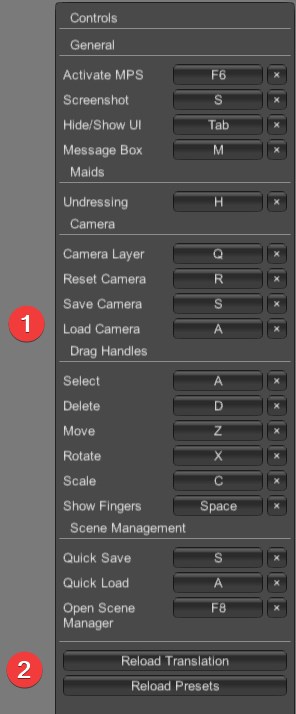 Controls
General
Activate MPS F6 ×
Screenshot S ×
Hide/Show UI Tab ×
Message Box M ×
Maids
Undressing H ×
Camera
Camera Layer Q ×
Reset Camera R ×
Save Camera S ×
1
Load Camera A ×
Drag Handles
Select A ×
Delete D ×
Move Z ×
Rotate X ×
Scale C ×
Show Fingers Space ×
Scene Management
Quick Save S ×
Quick Load A ×
Open Scene F8 ×
Manager
2
Reload Translation
Reload Presets